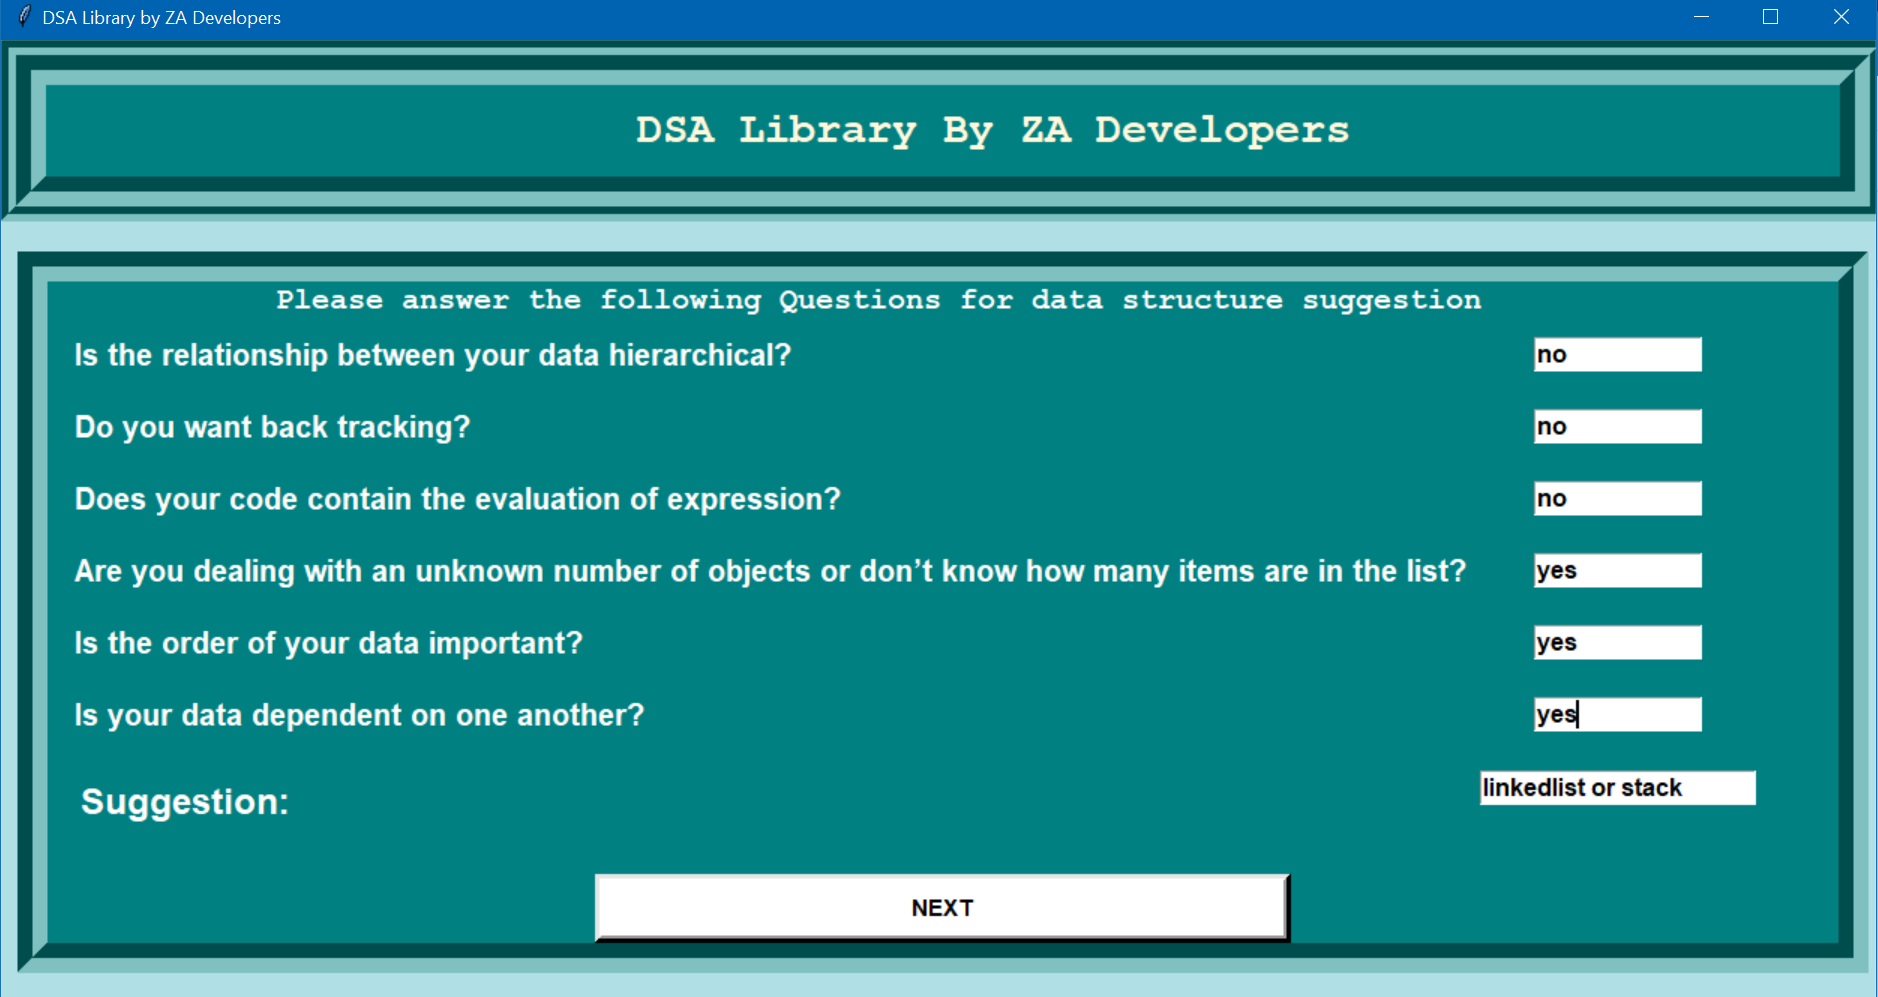 DSA Library by ZA Developers
DSA Library By ZA Developers
Please answer the following Questions for data structure suggestion
Is the relationship between your data hierarchical? no
Do you want back tracking? no
Does your code contain the evaluation of expression? no
Are you dealing with an unknown number of objects or don’t know how many items are in the list? yes
Is the order of your data important? yes
Is your data dependent on one another? yes
Suggestion: linkedlist or stack
NEXT